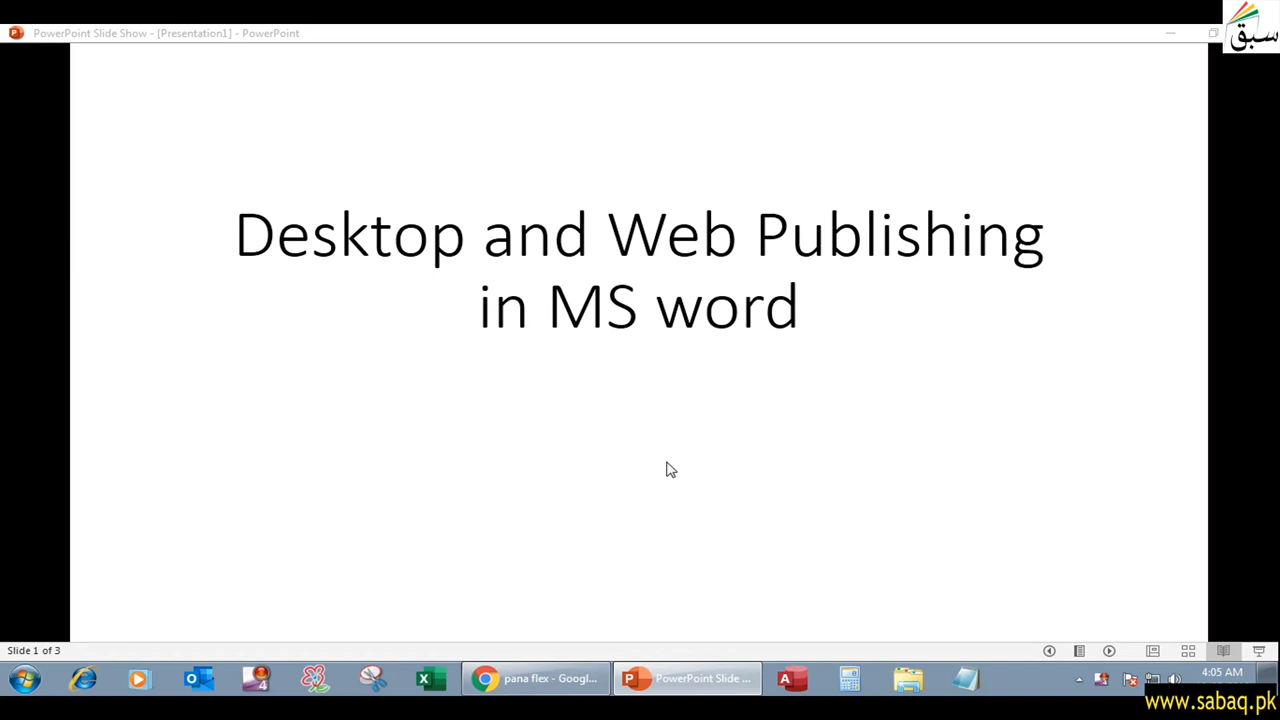 PowerPoint Slide Show - [Presentation1] - PowerPoint
سبق
Desktop and Web Publishing
in MS word
Slide 1 of 3
pana flex - Googl...
PowerPoint Slide ...
4:05 AM
www.sabaq.pk